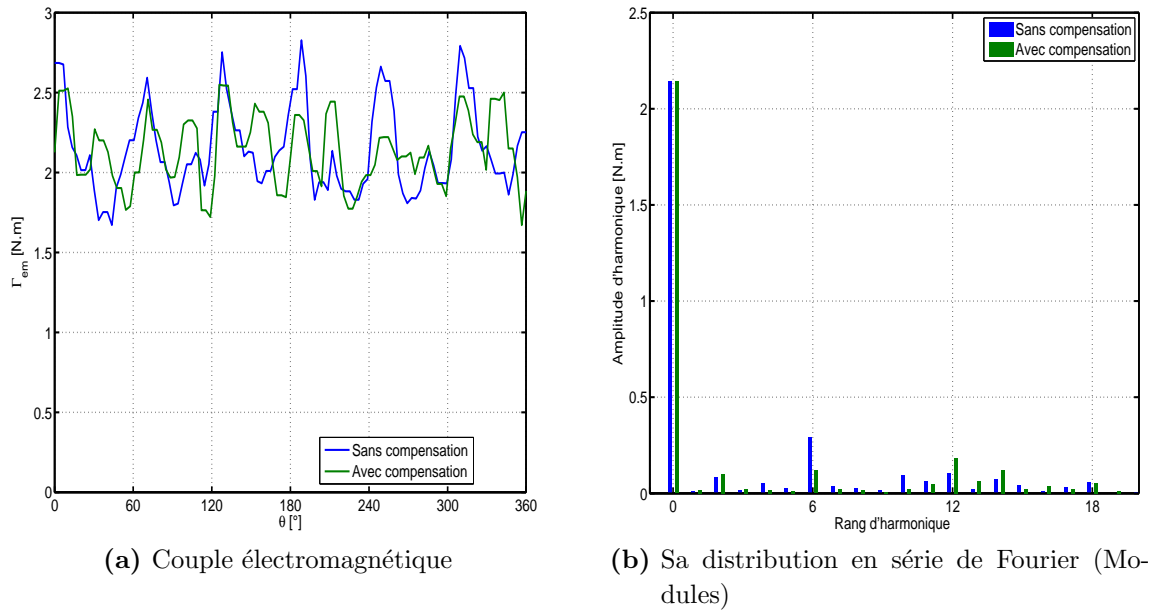 3
2.5
2
1.5
1
0.5
0
Γem [N.m]
0 60 120 180 240 300 360
θ [°]
Sans compensation
Avec compensation
(a) Couple électromagnétique
2.5
2
1.5
1
0.5
0
Amplitude d'harmonique [N.m]
0 6 12 18
Rang d'harmonique
Sans compensation
Avec compensation
(b) Sa distribution en série de Fourier (Mo-
dules)